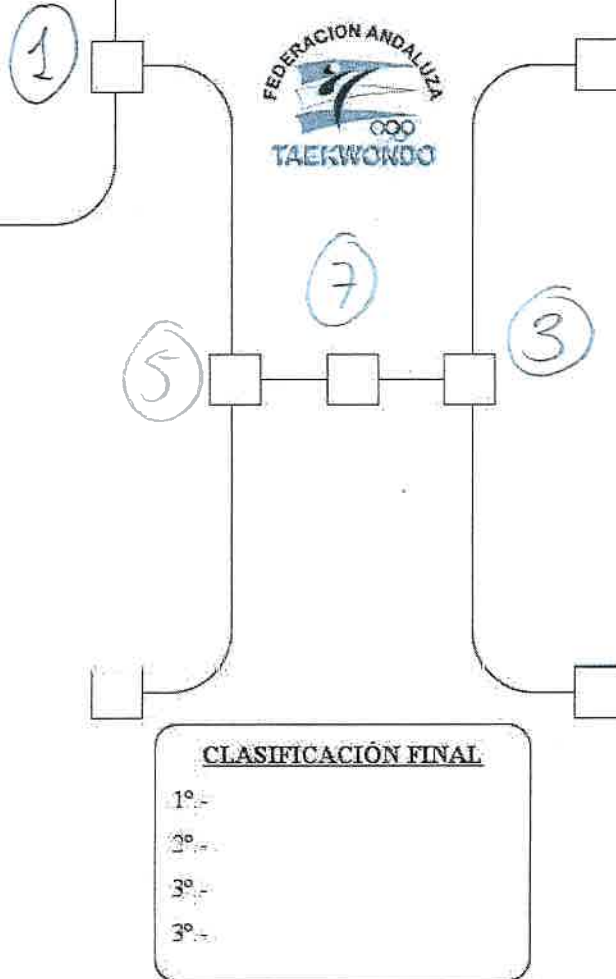 1
FEDERACION ANDALUZA
TAEKWONDO
7
3
5
CLASIFICACIÓN FINAL
1º.-
2º.-
3º.-
3º.-